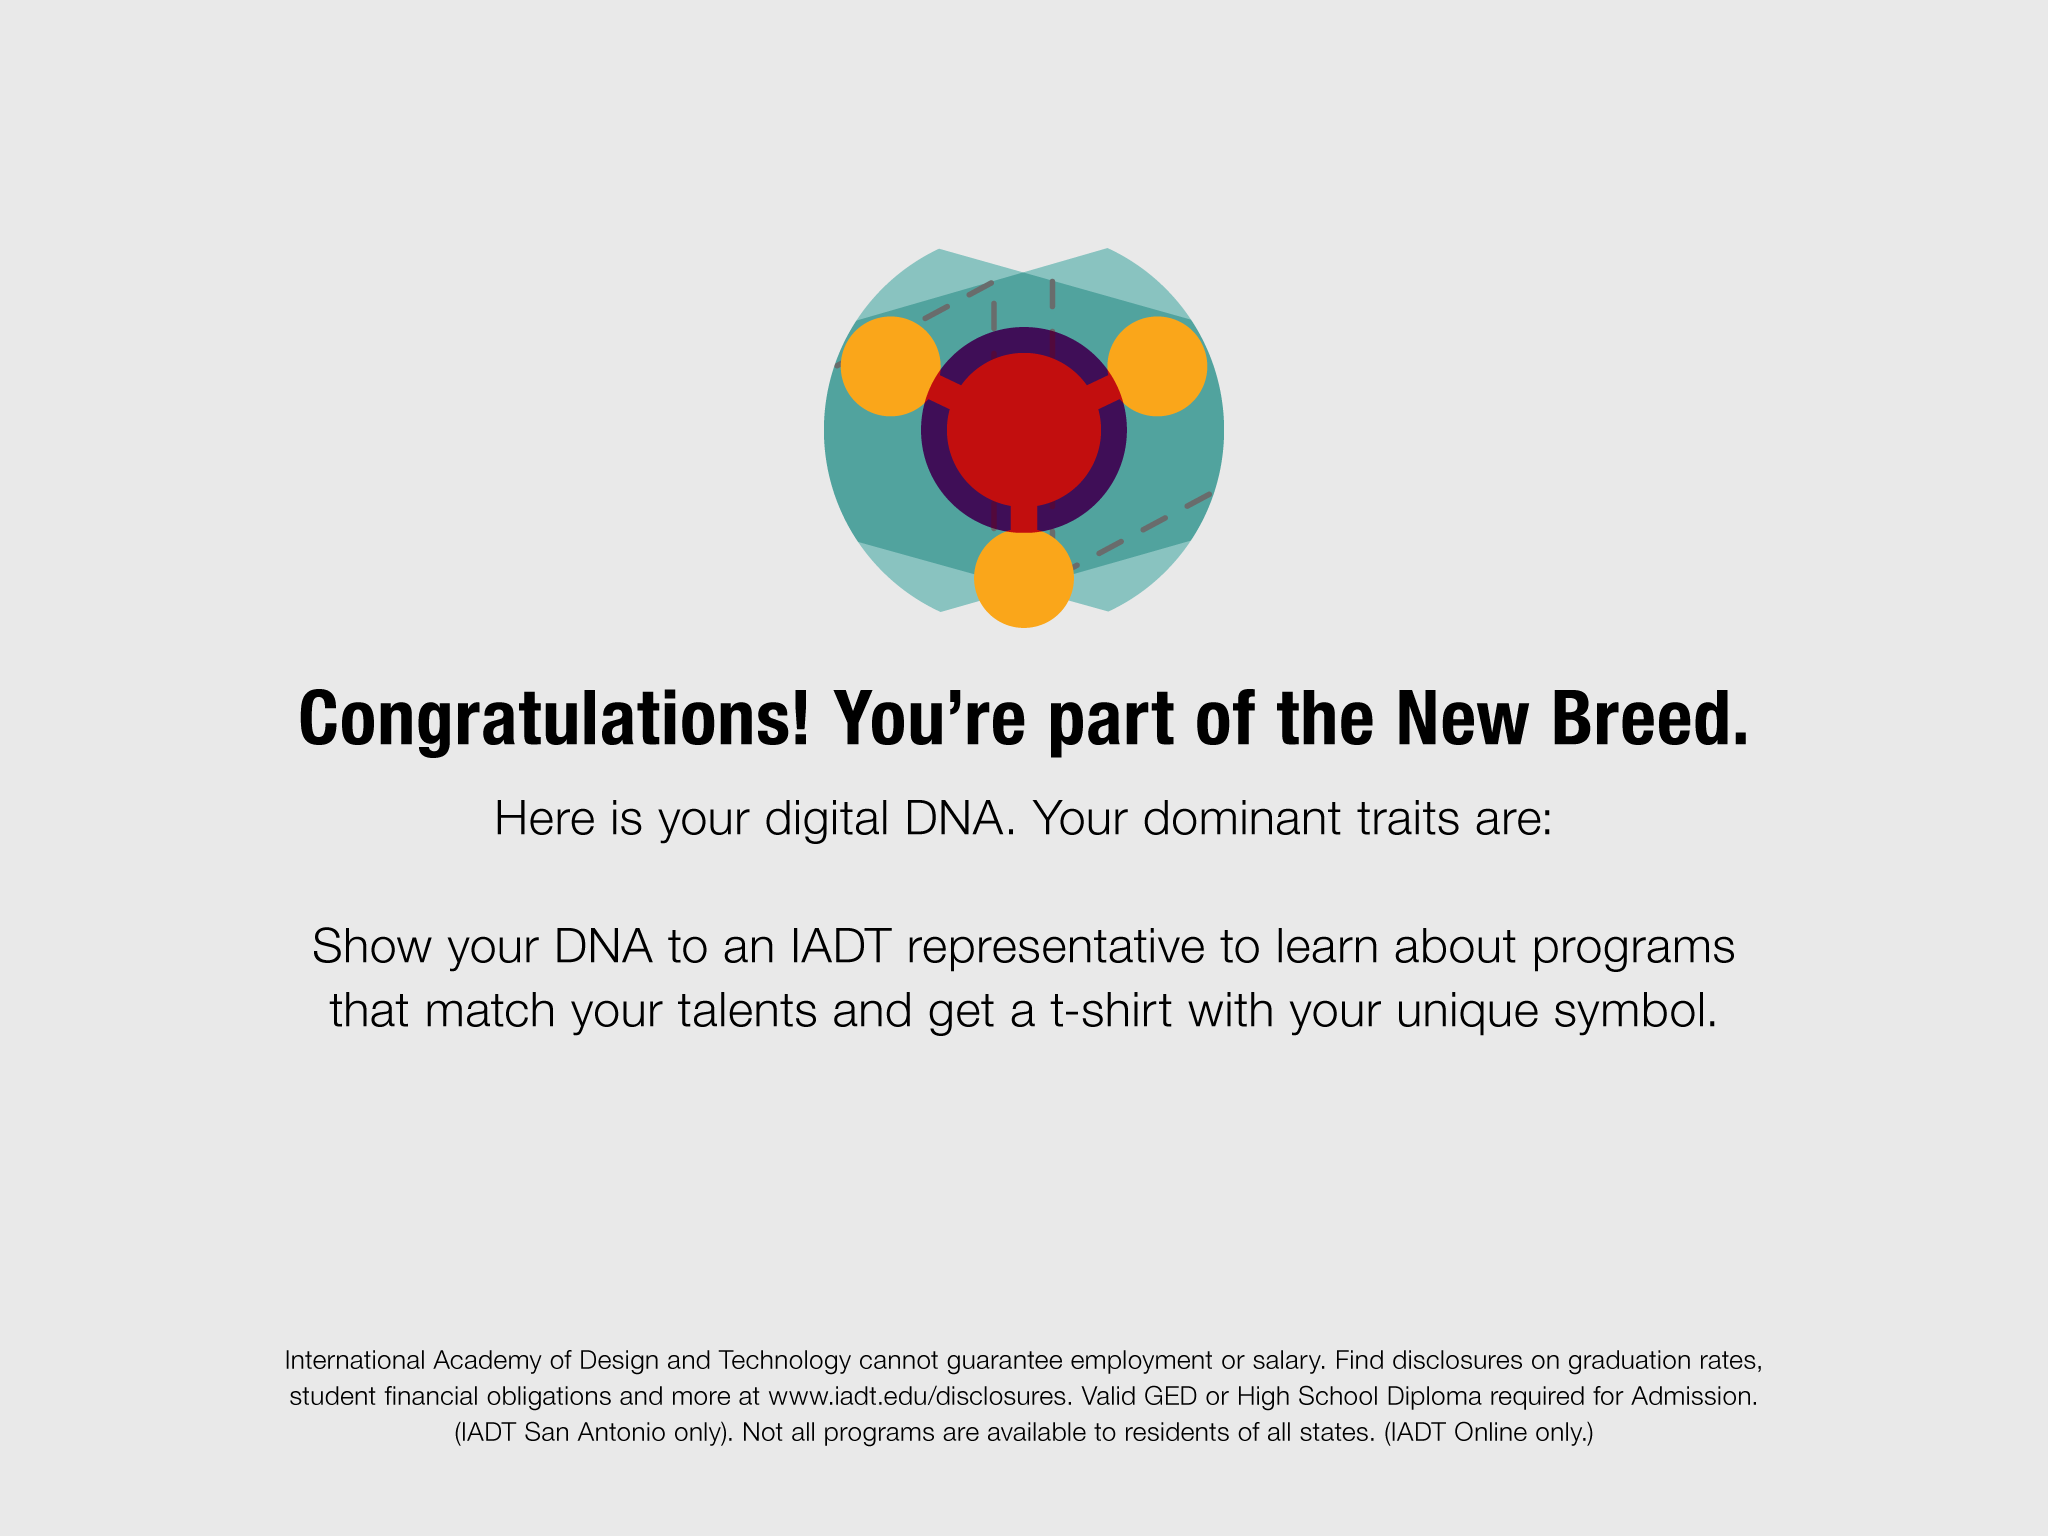 Congratulations! You’re part of the New Breed.
Here is your digital DNA. Your dominant traits are:
Show your DNA to an IADT representative to learn about programs
that match your talents and get a t-shirt with your unique symbol.
International Academy of Design and Technology cannot guarantee employment or salary. Find disclosures on graduation rates,
student financial obligations and more at www.iadt.edu/disclosures. Valid GED or High School Diploma required for Admission.
(IADT San Antonio only). Not all programs are available to residents of all states. (IADT Online only.)